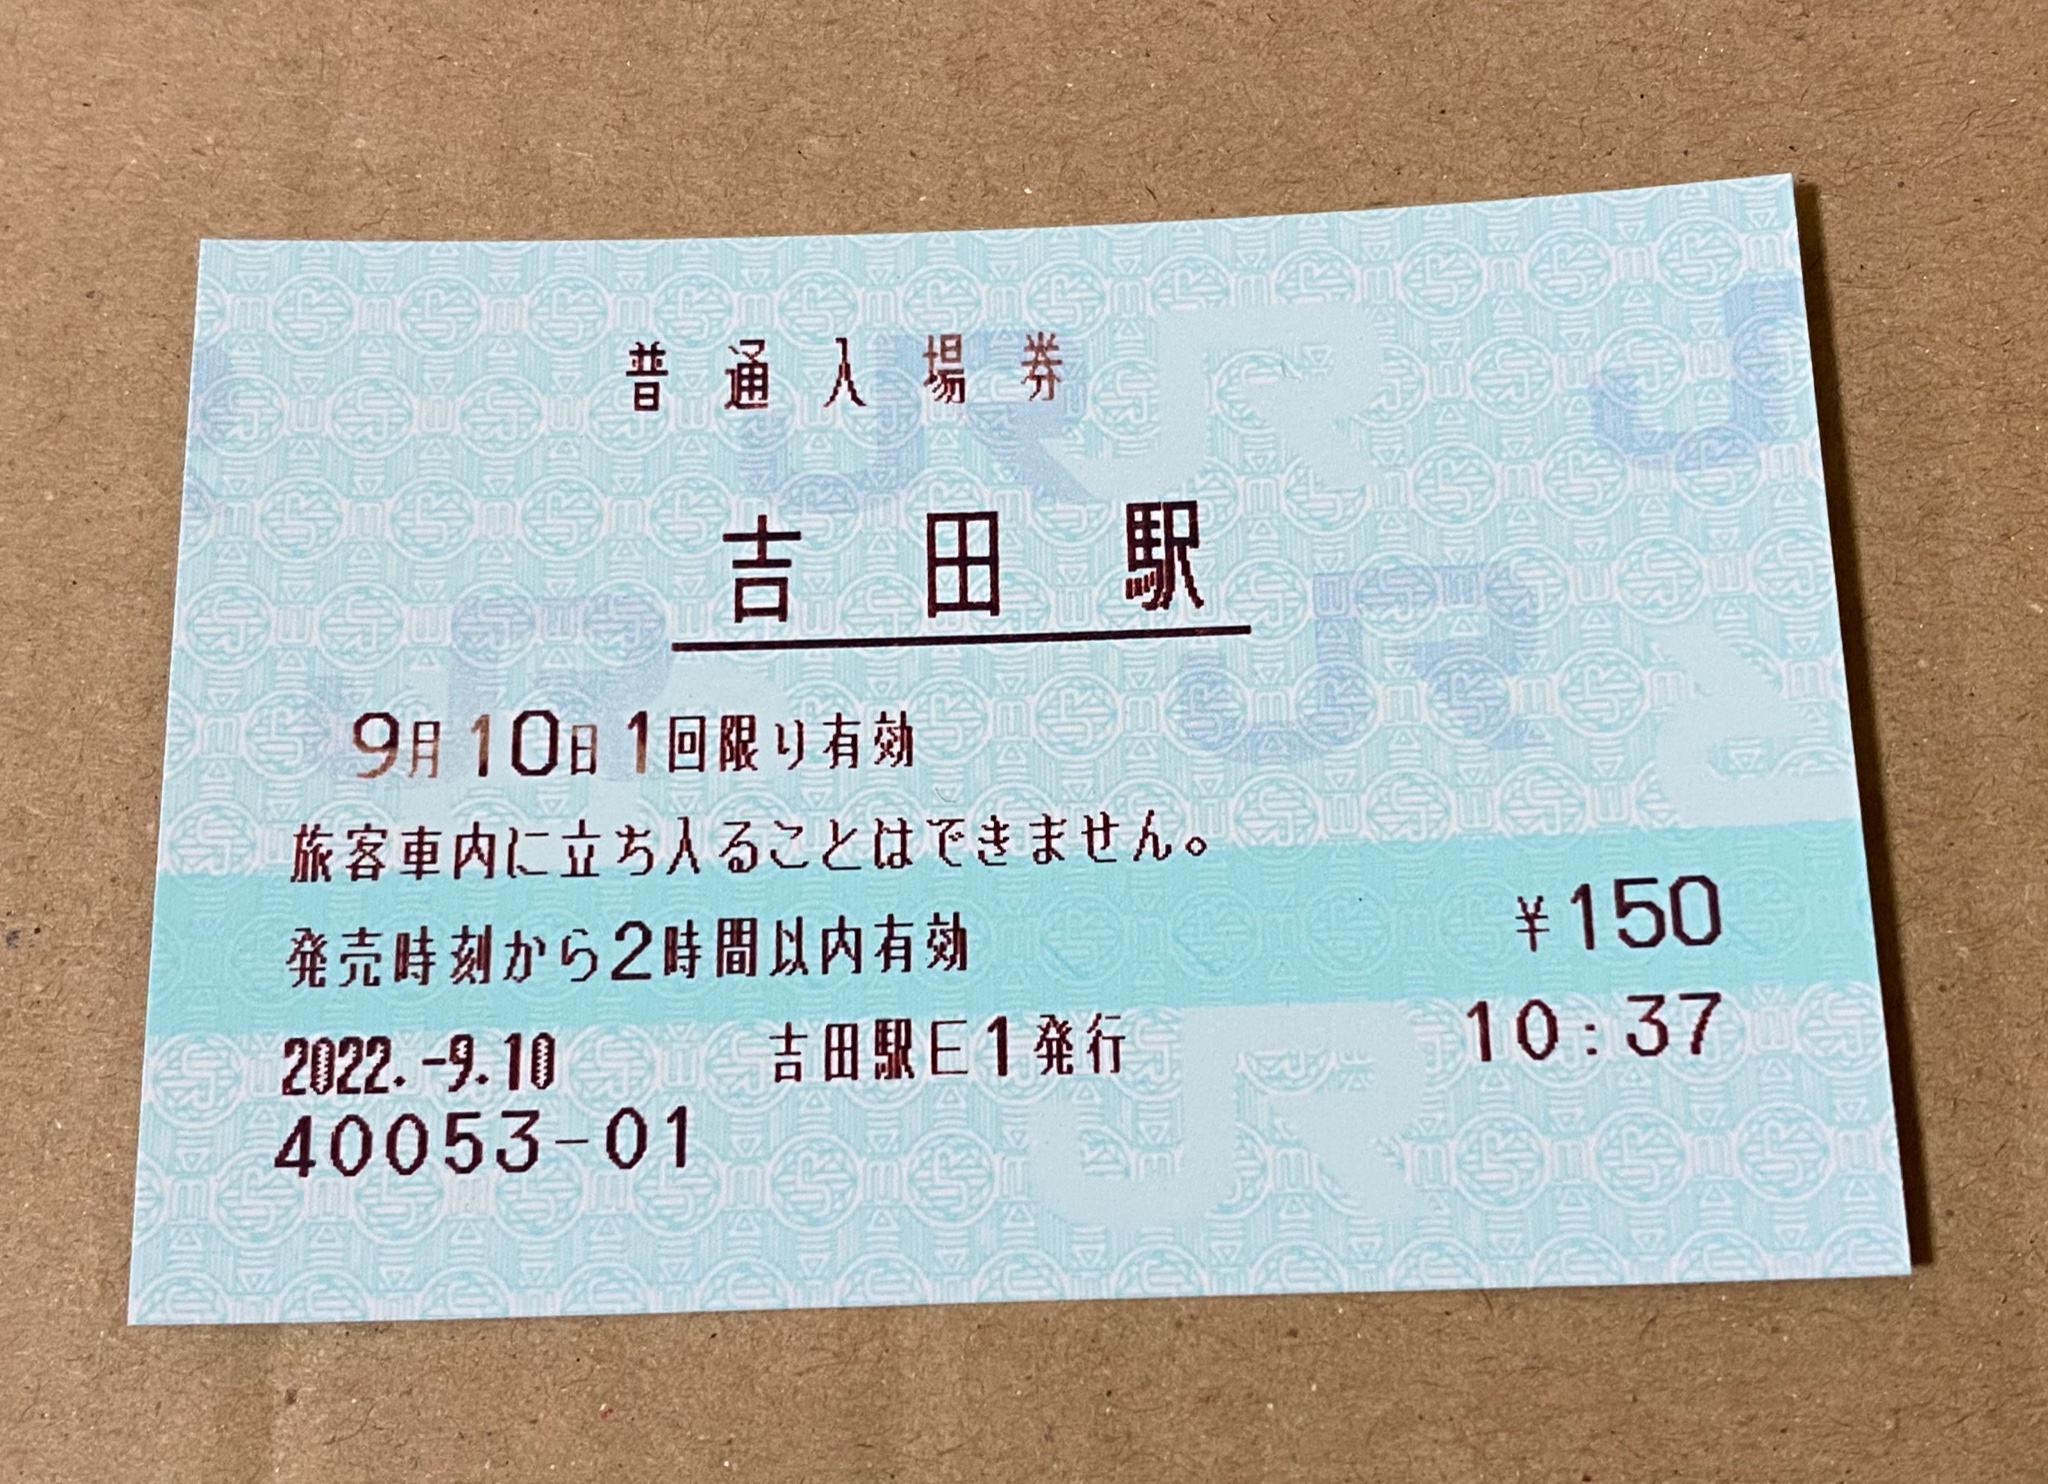 普通入場券
吉田駅
9月10日1回限り有効
旅客車内に立ち入ることはできません。
発売時刻から2時間以内有効 ¥150
2022.-9.10 吉田駅E1発行 10:37
40053-01